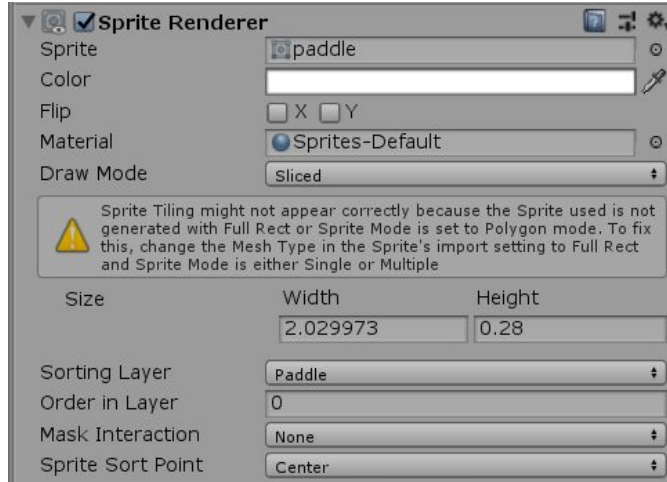 Sprite Renderer
Sprite paddle
Color
Flip X Y
Material Sprites-Default
Draw Mode Sliced
Sprite Tiling might not appear correctly because the Sprite used is not
generated with Full Rect or Sprite Mode is set to Polygon mode. To fix
this, change the Mesh Type in the Sprite's import setting to Full Rect
and Sprite Mode is either Single or Multiple
Size Width Height
2.029973 0.28
Sorting Layer Paddle
Order in Layer 0
Mask Interaction None
Sprite Sort Point Center